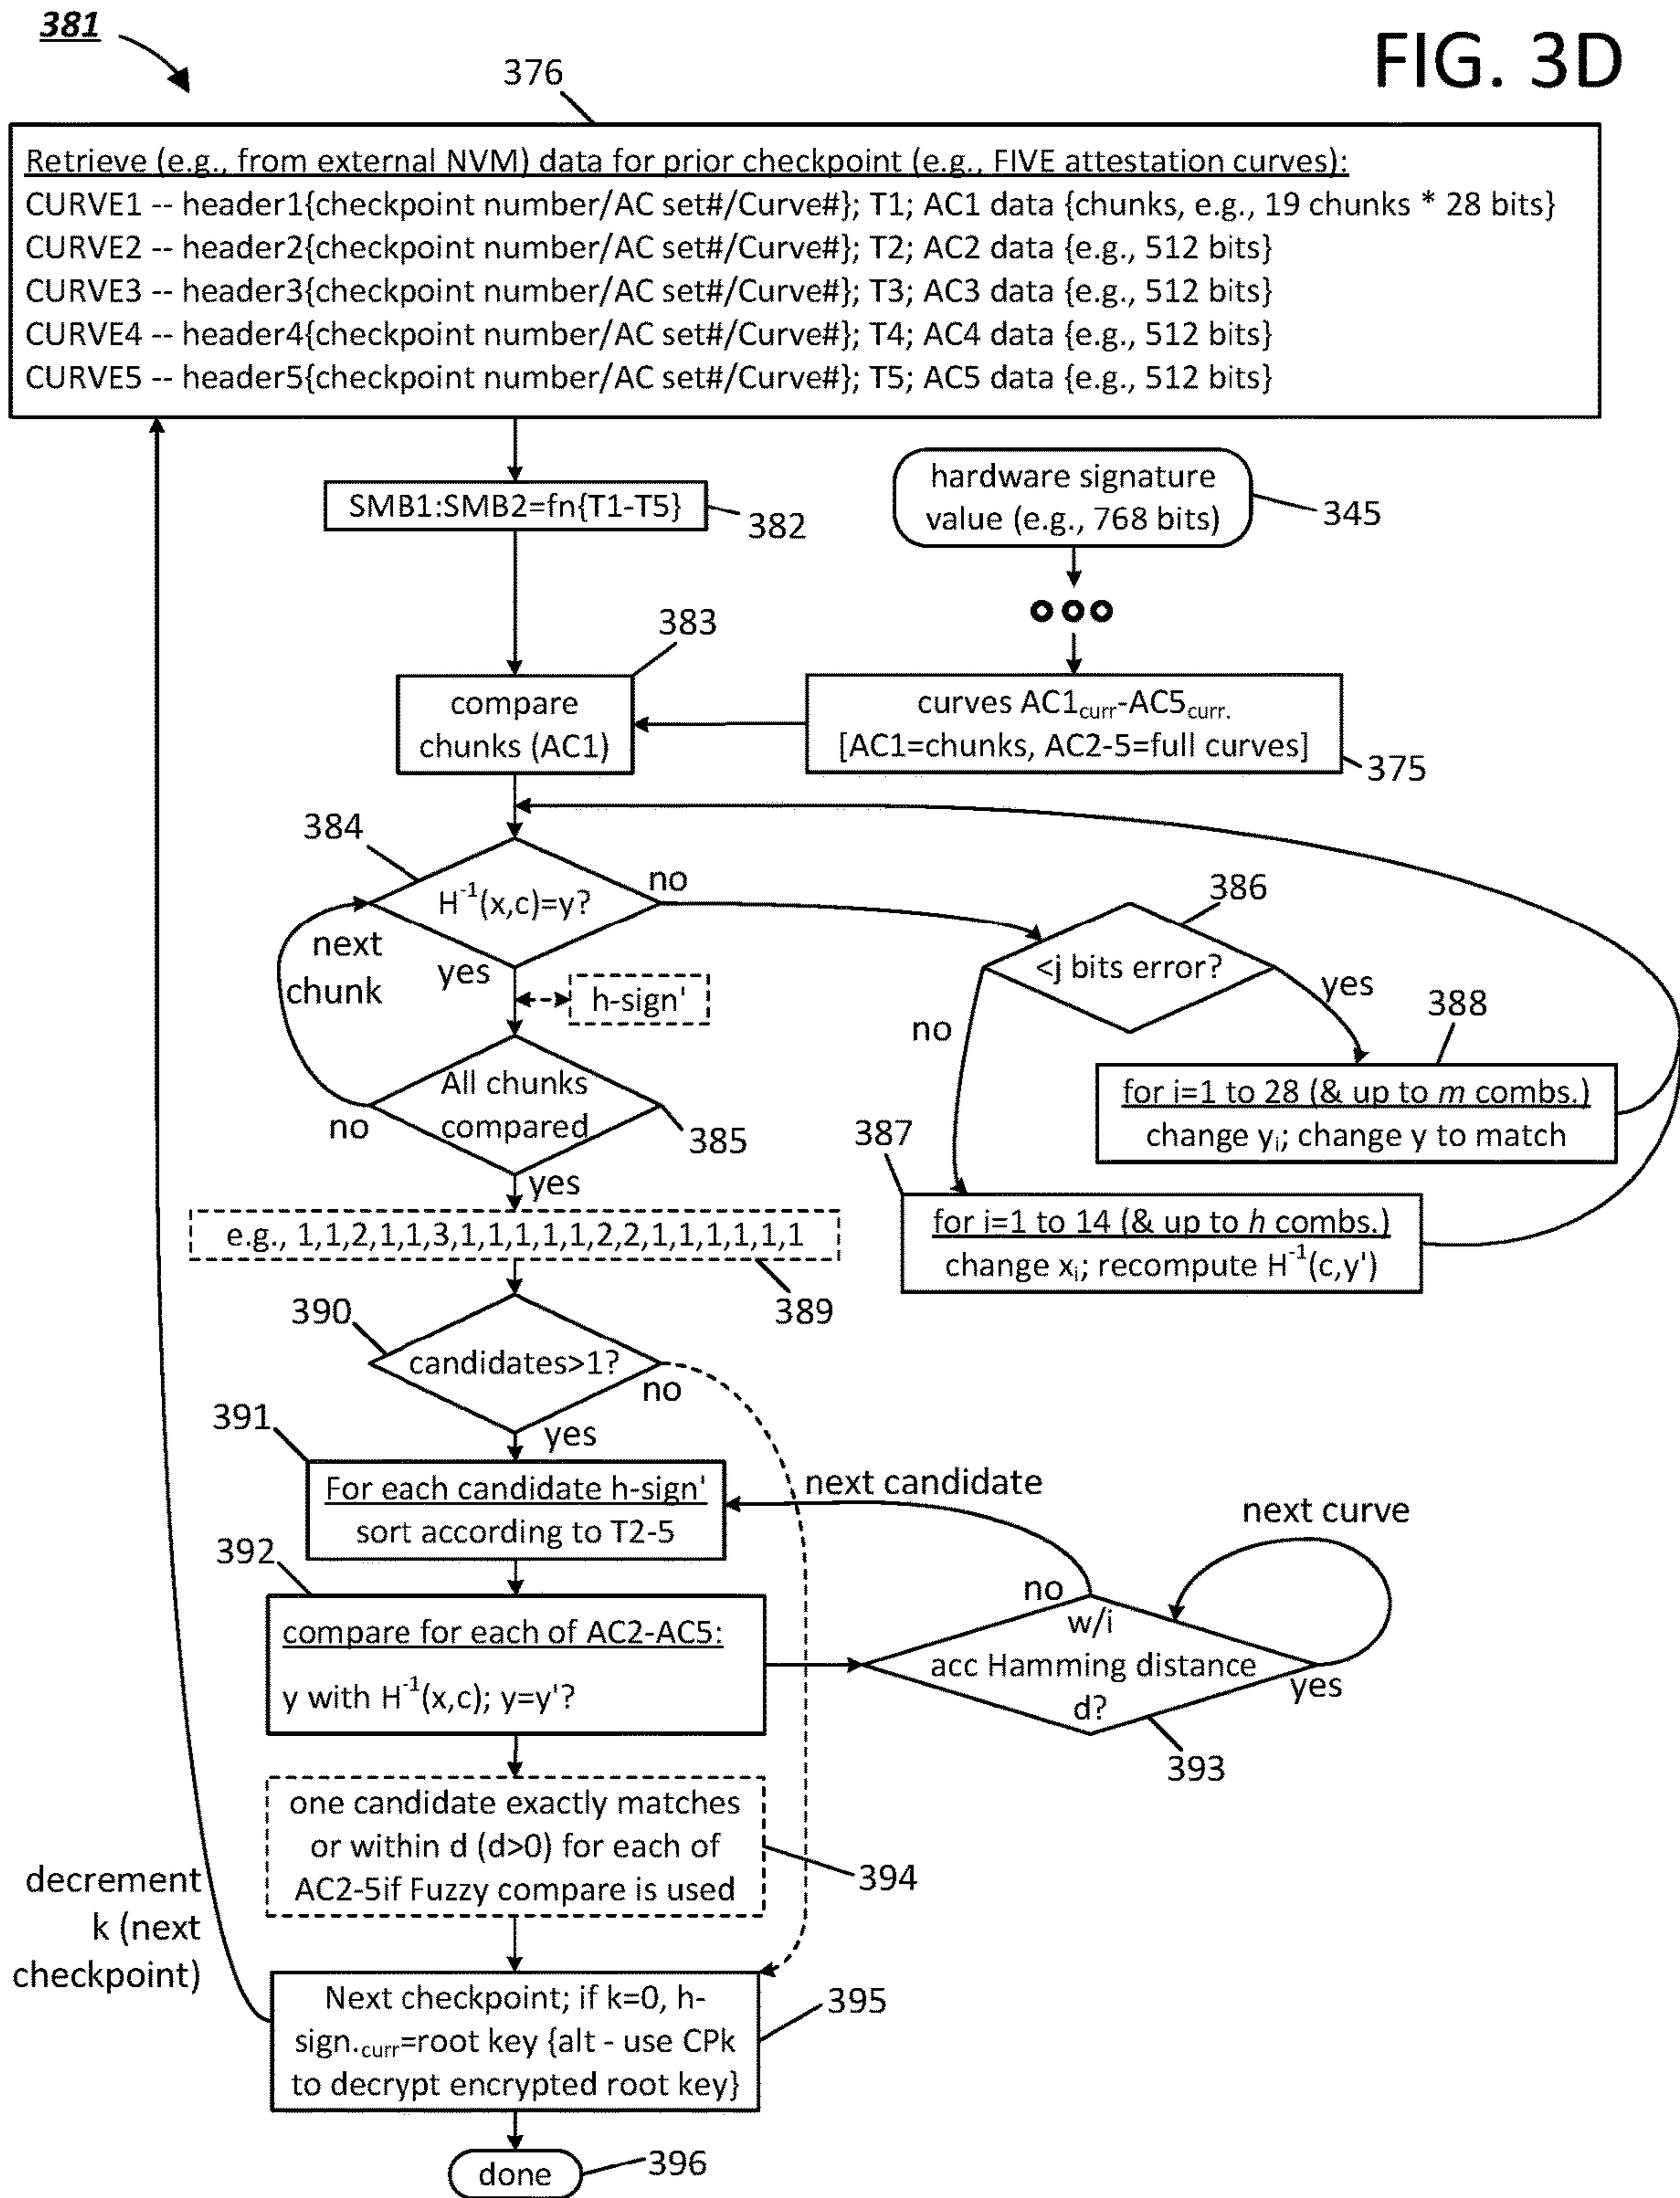 381
FIG. 3D
376
Retrieve (e.g., from external NVM) data for prior checkpoint (e.g., FIVE attestation curves):
CURVE1 -- header1{checkpoint number/AC set#/Curve#}; T1; AC1 data {chunks, e.g., 19 chunks * 28 bits}
CURVE2 -- header2{checkpoint number/AC set#/Curve#}; T2; AC2 data {e.g., 512 bits}
CURVE3 -- header3{checkpoint number/AC set#/Curve#}; T3; AC3 data {e.g., 512 bits}
CURVE4 -- header4{checkpoint number/AC set#/Curve#}; T4; AC4 data {e.g., 512 bits}
CURVE5 -- header5{checkpoint number/AC set#/Curve#}; T5; AC5 data {e.g., 512 bits}
SMB1:SMB2=fn{T1-T5}
382
hardware signature
value (e.g., 768 bits)
345
383
compare
chunks (AC1)
curves AC1curr-AC5curr.
[AC1=chunks, AC2-5=full curves]
375
384
H-1(x,c)=y?
no
yes
next
chunk
h-sign'
386
<j bits error?
yes
no
388
for i=1 to 28 (& up to m combs.)
change yi; change y to match
All chunks
compared
no
385
yes
387
for i=1 to 14 (& up to h combs.)
change xi; recompute H-1(c,y')
e.g., 1,1,2,1,1,3,1,1,1,1,1,2,2,1,1,1,1,1,1
389
390
candidates>1?
no
yes
391
For each candidate h-sign'
sort according to T2-5
next candidate
next curve
392
compare for each of AC2-AC5:
y with H-1(x,c); y=y'?
no
w/i
acc Hamming distance
d?
yes
393
one candidate exactly matches
or within d (d>0) for each of
AC2-5if Fuzzy compare is used
394
decrement
k (next
checkpoint)
Next checkpoint; if k=0, h-
sign.curr=root key {alt - use CPk
to decrypt encrypted root key}
395
done
396